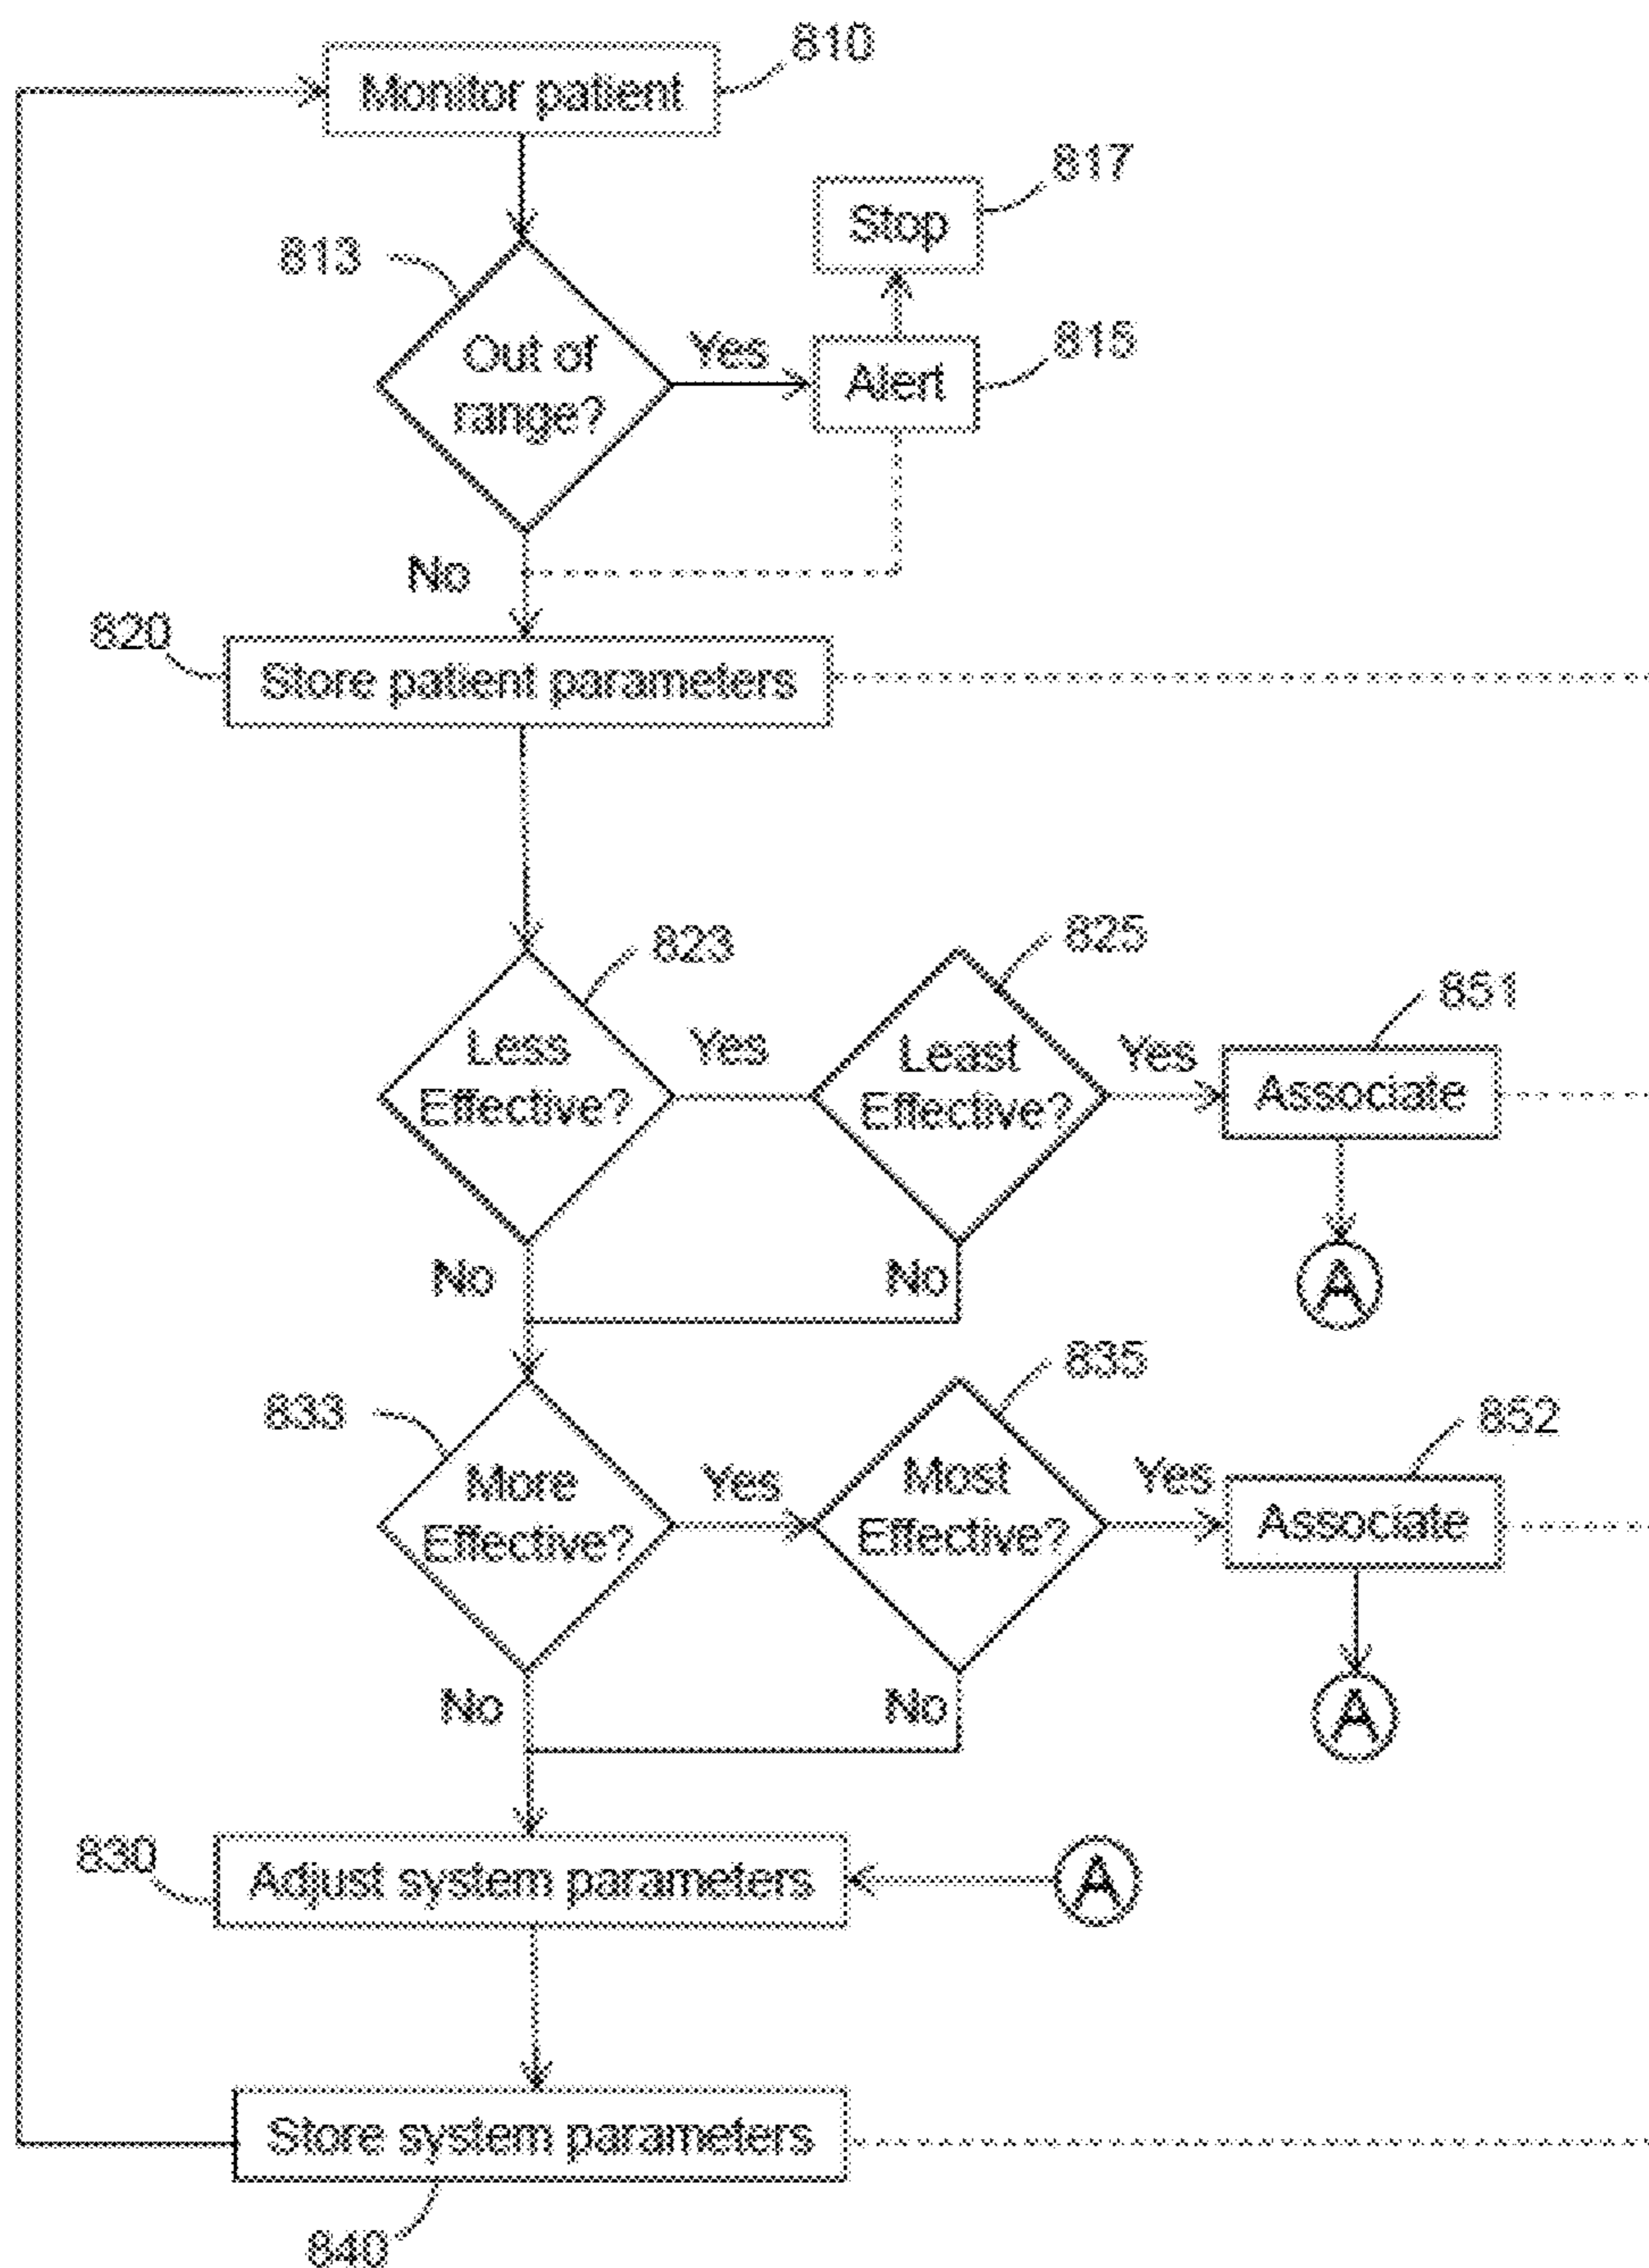 810
Monitor patient
817
Stop
813
Out of
range?
Yes
815
Alert
No
820
Store patient parameters
823
825
851
Less
Effective?
Yes
Least
Effective?
Yes
Associate
No
No
A
833
835
852
More
Effective?
Yes
Most
Effective?
Yes
Associate
No
No
A
830
Adjust system parameters
A
Store system parameters
840